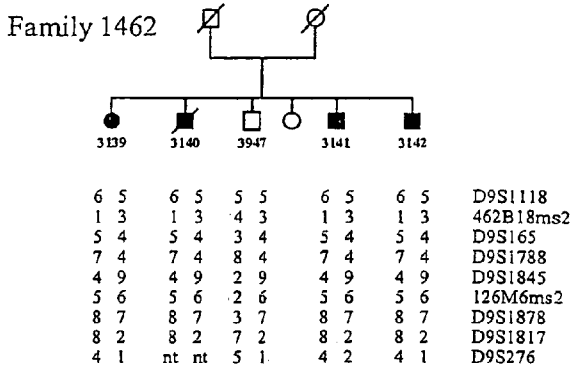 Family 1462
3139 3140 3947 3141 3142
6 5 6 5 5 5 6 5 6 5 D9S1118
1 3 1 3 4 3 1 3 1 3 462B18ms2
5 4 5 4 3 4 5 4 5 4 D9S165
7 4 7 4 8 4 7 4 7 4 D9S1788
4 9 4 9 2 9 4 9 4 9 D9S1845
5 6 5 6 2 6 5 6 5 6 126M6ms2
8 7 8 7 3 7 8 7 8 7 D9S1878
8 2 8 2 7 2 8 2 8 2 D9S1817
4 1 nt nt 5 1 4 2 4 1 D9S276